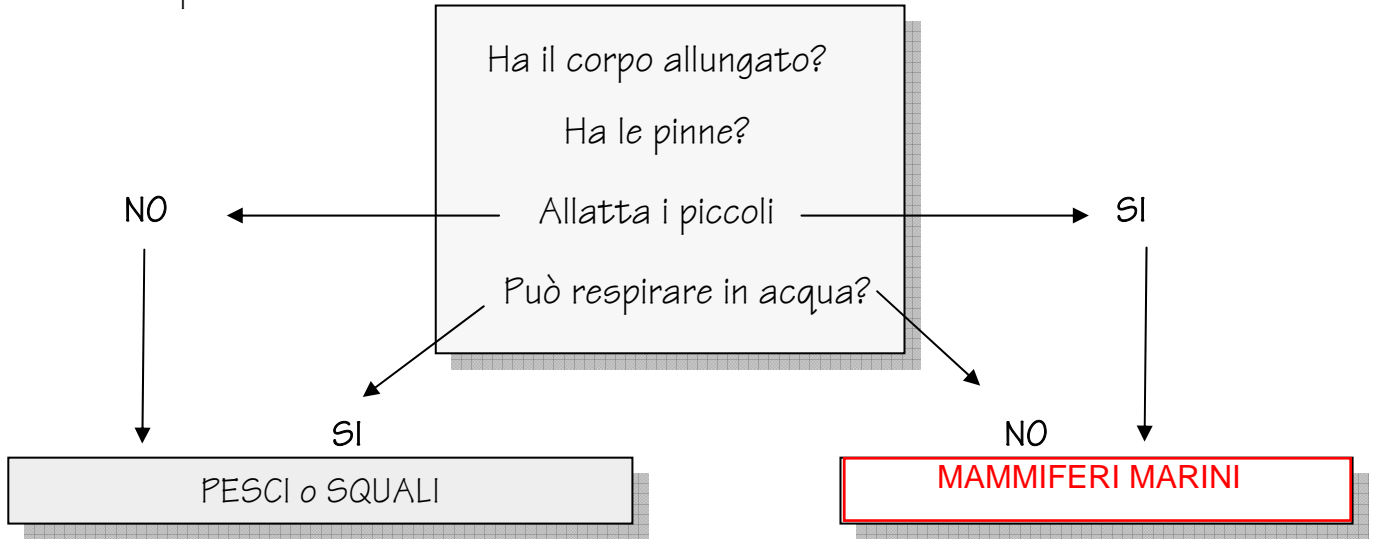 Ha il corpo allungato?
Ha le pinne?
NO
Allatta i piccoli
SI
Può respirare in acqua?
SI
NO
PESCI o SQUALI
MAMMIFERI MARINI